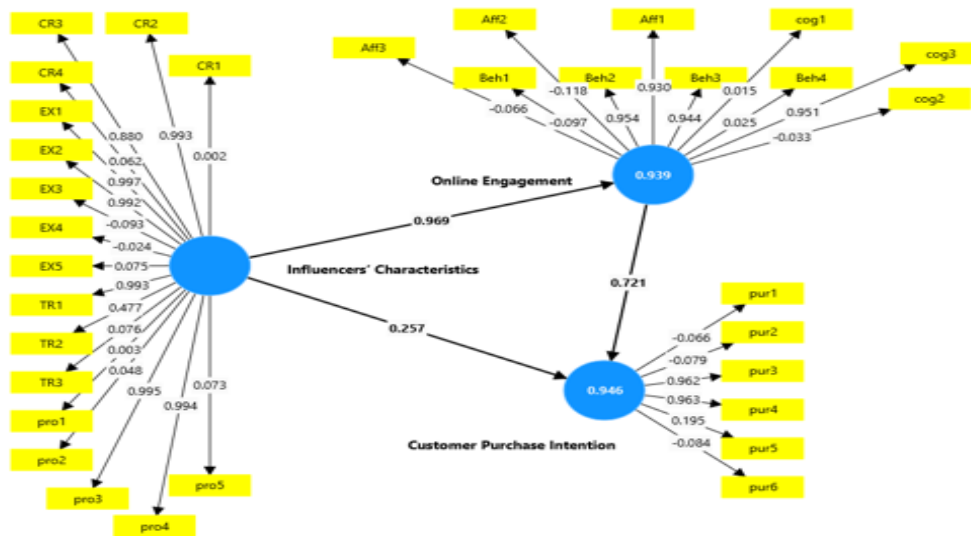 CR3
CR2
CR1
CR4
EX1
EX2
EX3
EX4
EX5
TR1
TR2
TR3
pro1
pro2
pro3
pro4
pro5
0.880
0.993
0.002
0.062
0.997
0.992
-0.093
-0.024
0.075
0.993
0.477
0.076
0.003
0.048
0.995
0.994
0.073
Influencers' Characteristics
0.969
0.257
Aff3
Aff2
Aff1
cog1
cog3
Beh1
Beh2
Beh3
Beh4
cog2
-0.066
-0.118
-0.097
0.954
0.930
0.944
0.015
0.025
0.951
-0.033
Online Engagement
0.939
0.721
pur1
pur2
pur3
pur4
pur5
pur6
-0.066
-0.079
0.962
0.963
0.195
-0.084
0.946
Customer Purchase Intention